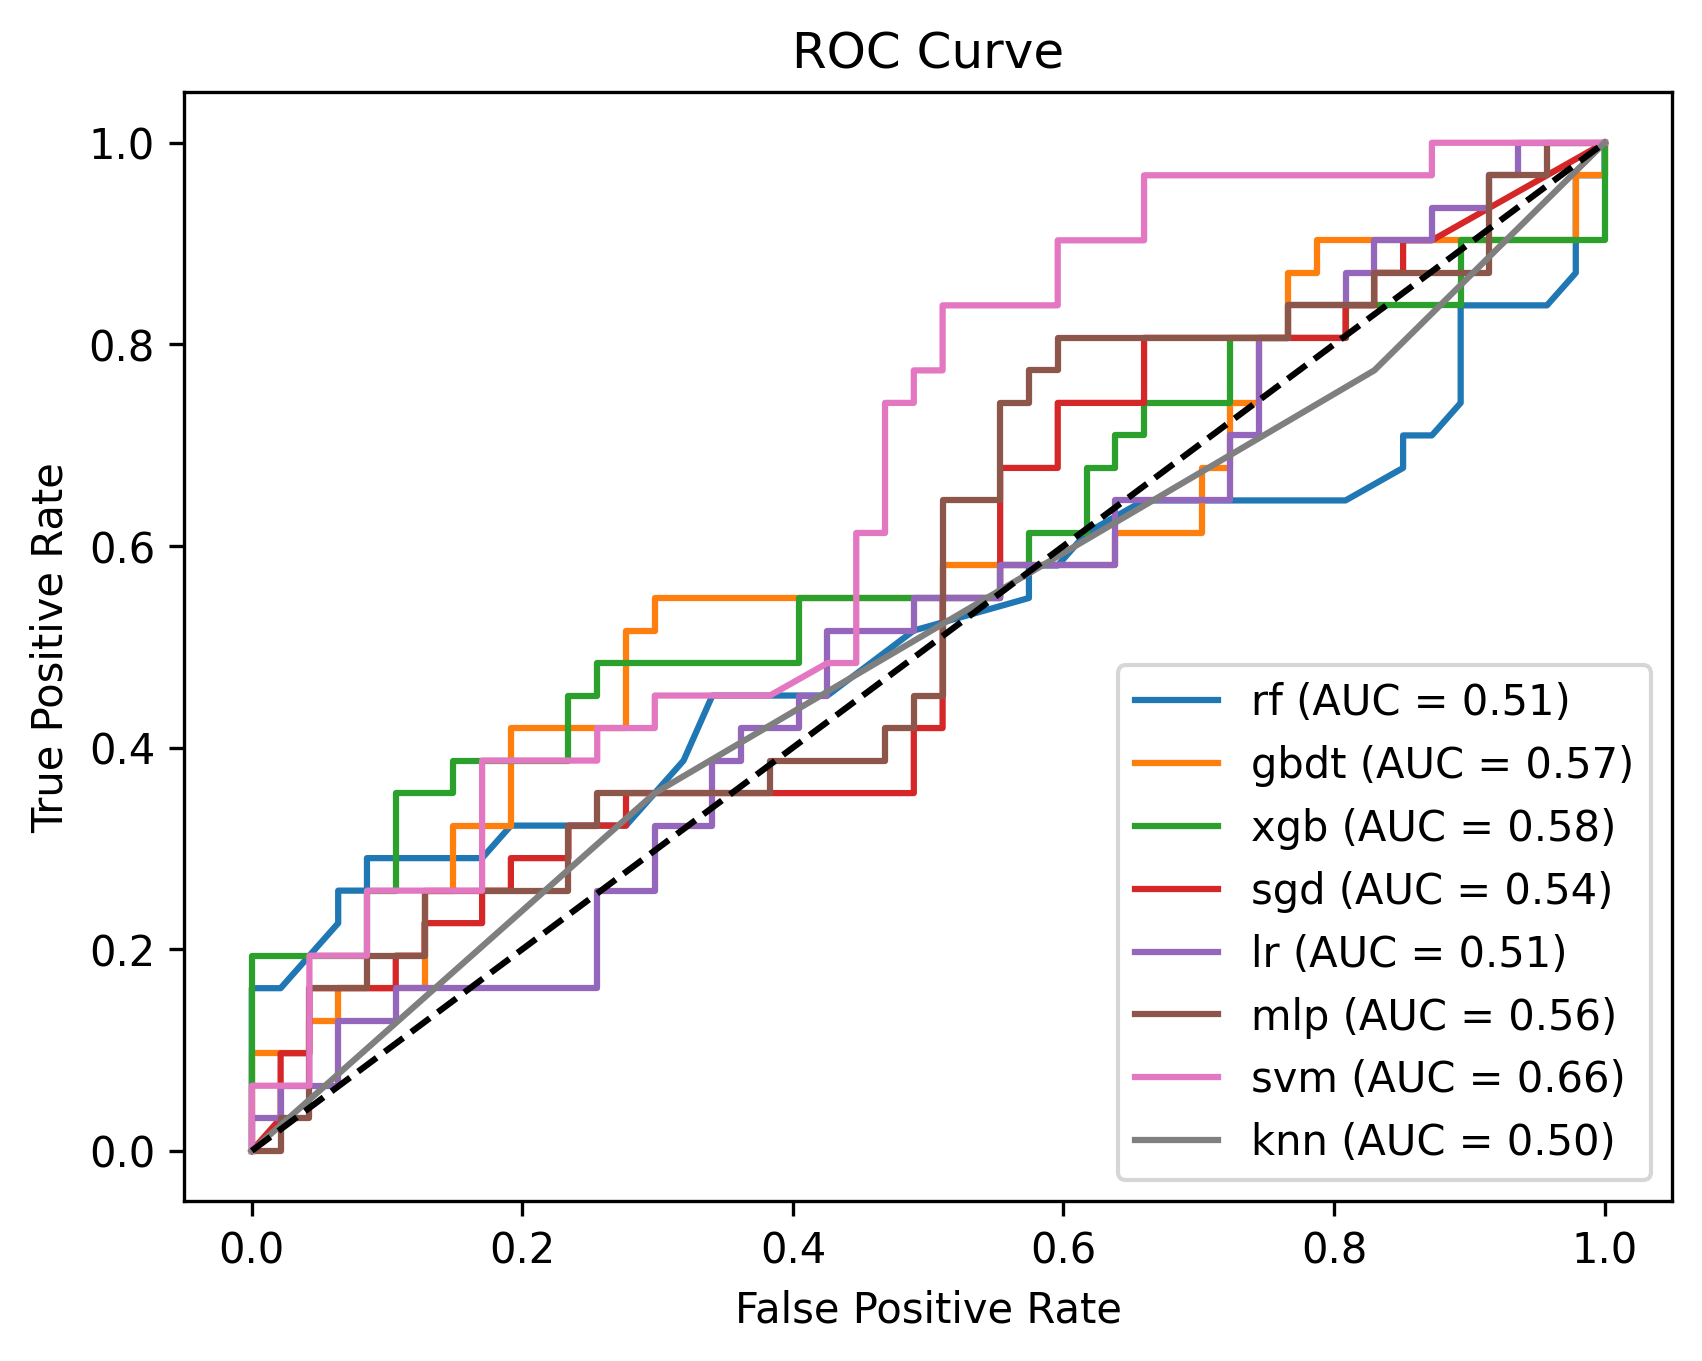 ROC Curve
1.0
0.8
0.6
0.4
0.2
0.0
True Positive Rate
rf (AUC = 0.51)
gbdt (AUC = 0.57)
xgb (AUC = 0.58)
sgd (AUC = 0.54)
lr (AUC = 0.51)
mlp (AUC = 0.56)
svm (AUC = 0.66)
knn (AUC = 0.50)
0.0 0.2 0.4 0.6 0.8 1.0
False Positive Rate